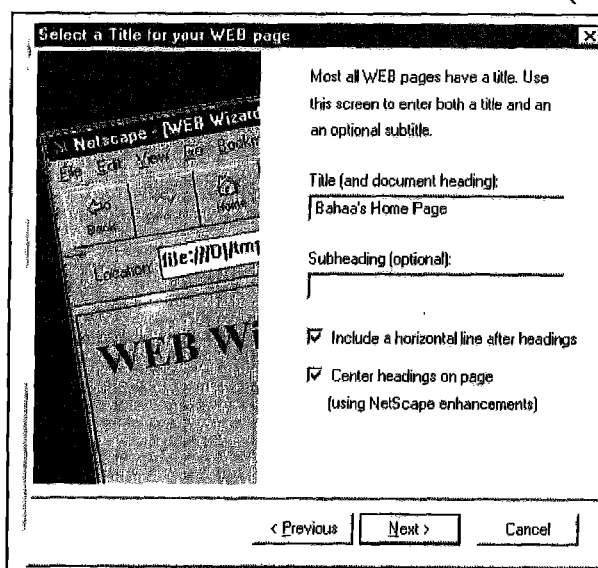 Select a Title for your WEB page
Most all WEB pages have a title. Use
this screen to enter both a title and an
an optional subtitle.
Title (and document heading):
Bahaa's Home Page
Subheading (optional):
Include a horizontal line after headings
Center headings on page
(using NetScape enhancements)
Netscape - [WEB Wizard
File Edit View Go Bookm
Back Home
Location: file:///D|/tmp
WEB Wi
< Previous Next > Cancel